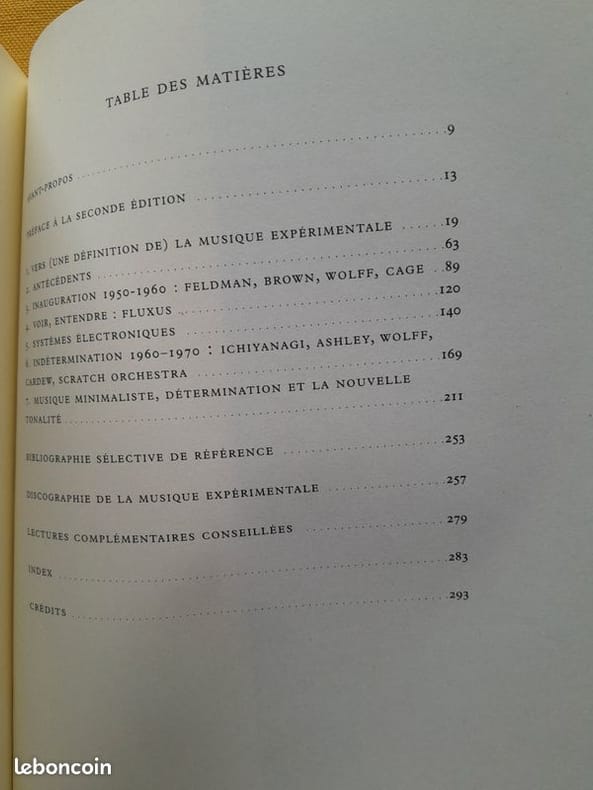 TABLE DES MATIÈRES
AVANT-PROPOS 9
PRÉFACE À LA SECONDE ÉDITION 13
1. VERS (UNE DÉFINITION DE) LA MUSIQUE EXPÉRIMENTALE 19
2. ANTÉCÉDENTS 63
3. INAUGURATION 1950-1960 : FELDMAN, BROWN, WOLFF, CAGE 89
4. VOIR, ENTENDRE : FLUXUS 120
5. SYSTÈMES ÉLECTRONIQUES 140
6. INDÉTERMINATION 1960-1970 : ICHIYANAGI, ASHLEY, WOLFF,
CARDEW, SCRATCH ORCHESTRA 169
7. MUSIQUE MINIMALISTE, DÉTERMINATION ET LA NOUVELLE
TONALITÉ 211
BIBLIOGRAPHIE SÉLECTIVE DE RÉFÉRENCE 253
DISCOGRAPHIE DE LA MUSIQUE EXPÉRIMENTALE 257
LECTURES COMPLÉMENTAIRES CONSEILLÉES 279
INDEX 283
CRÉDITS 293
leboncoin